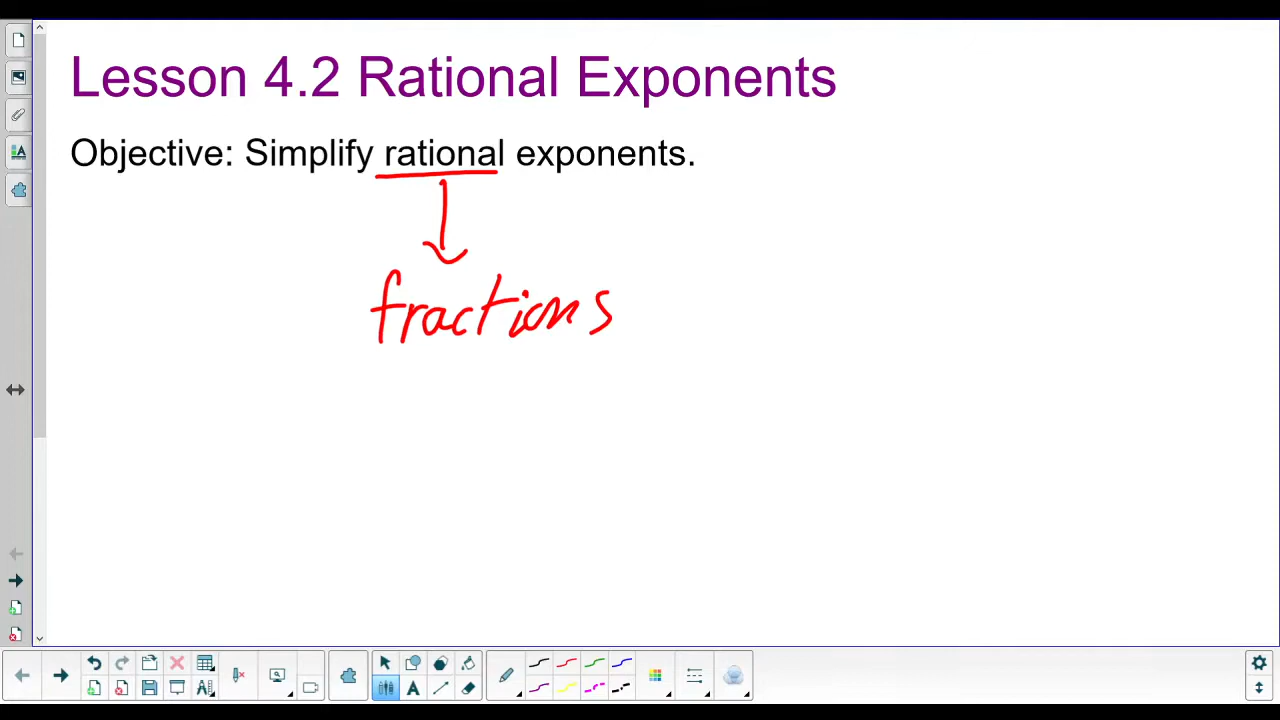 Lesson 4.2 Rational Exponents
Objective: Simplify rational exponents.
fractions